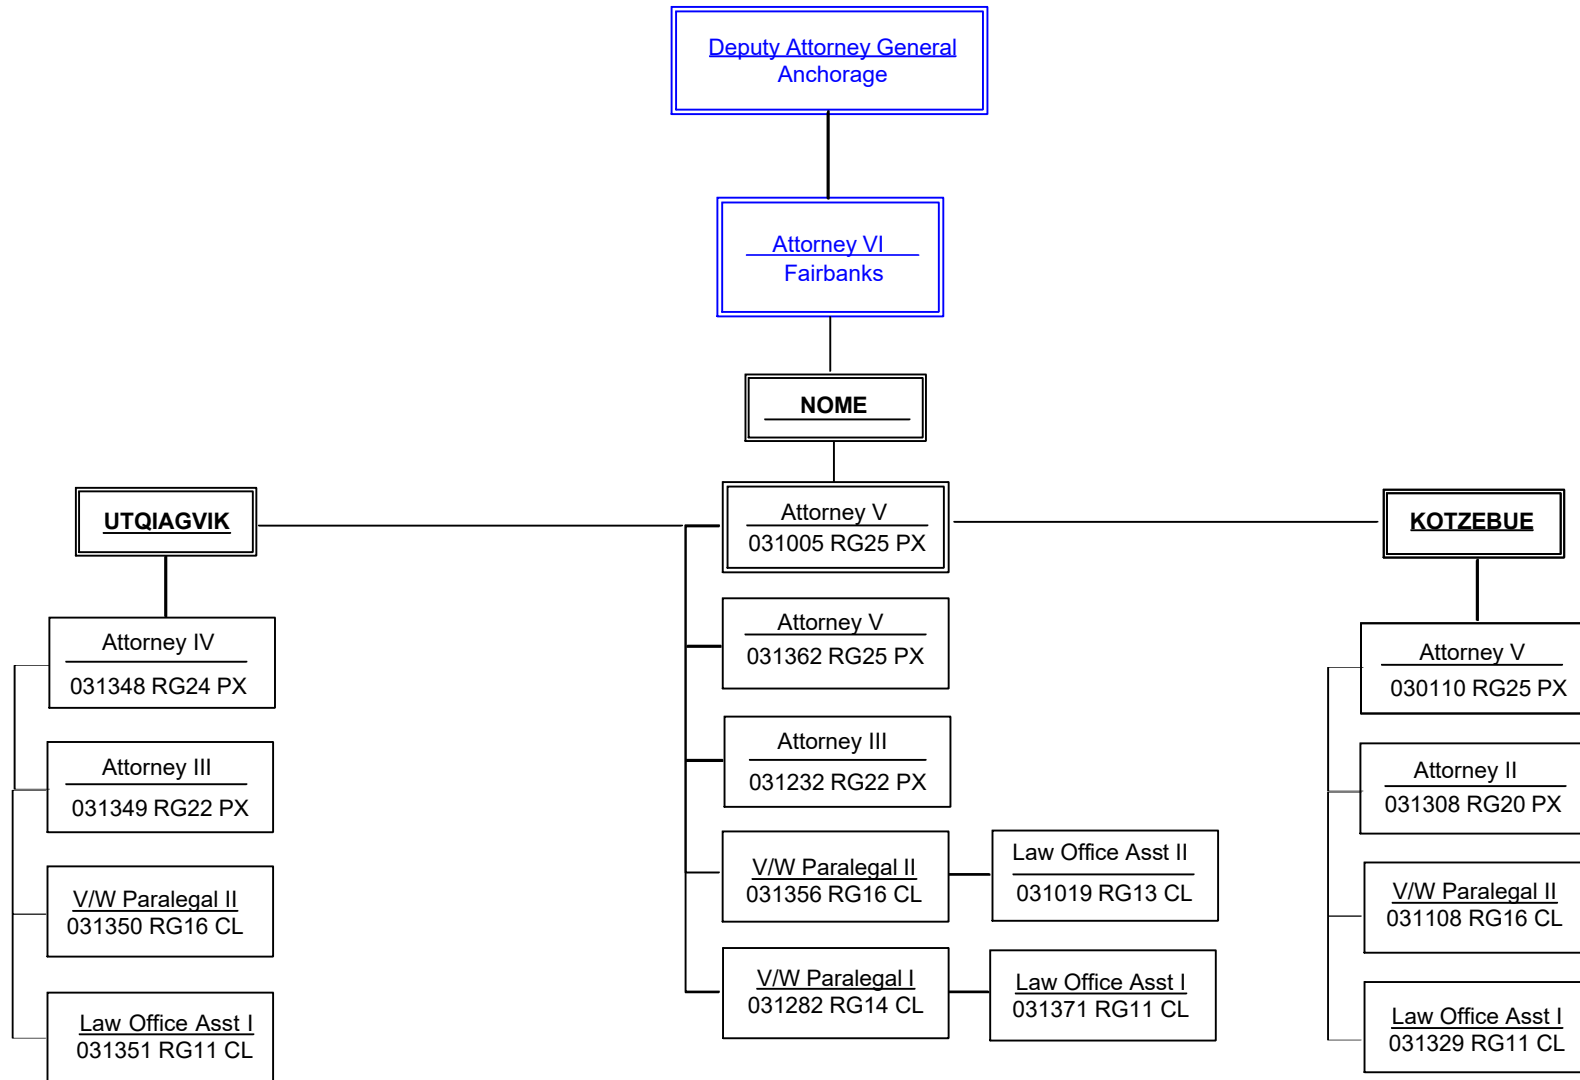 Deputy Attorney General
Anchorage
Attorney VI
Fairbanks
NOME
UTQIAGVIK
Attorney V
031005 RG25 PX
KOTZEBUE
Attorney IV
031348 RG24 PX
Attorney III
031349 RG22 PX
V/W Paralegal II
031350 RG16 CL
Law Office Asst I
031351 RG11 CL
Attorney V
031362 RG25 PX
Attorney III
031232 RG22 PX
V/W Paralegal II
031356 RG16 CL
Law Office Asst II
031019 RG13 CL
V/W Paralegal I
031282 RG14 CL
Law Office Asst I
031371 RG11 CL
Attorney V
030110 RG25 PX
Attorney II
031308 RG20 PX
V/W Paralegal II
031108 RG16 CL
Law Office Asst I
031329 RG11 CL